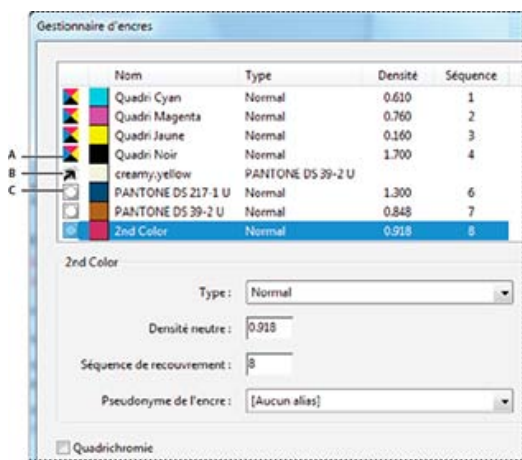 Gestionnaire d'encres
Nom Type Densité Séquence
Quadri Cyan Normal 0.610 1
Quadri Magenta Normal 0.760 2
Quadri Jaune Normal 0.160 3
A Quadri Noir Normal 1.700 4
B creamy.yellow PANTONE DS 39-2 U
C PANTONE DS 217-1 U Normal 1.300 6
PANTONE DS 39-2 U Normal 0.848 7
2nd Color Normal 0.918 8
2nd Color
Type : Normal
Densité neutre : 0.918
Séquence de recouvrement : 8
Pseudonyme de l'encre : [Aucun alias]
Quadrichromie